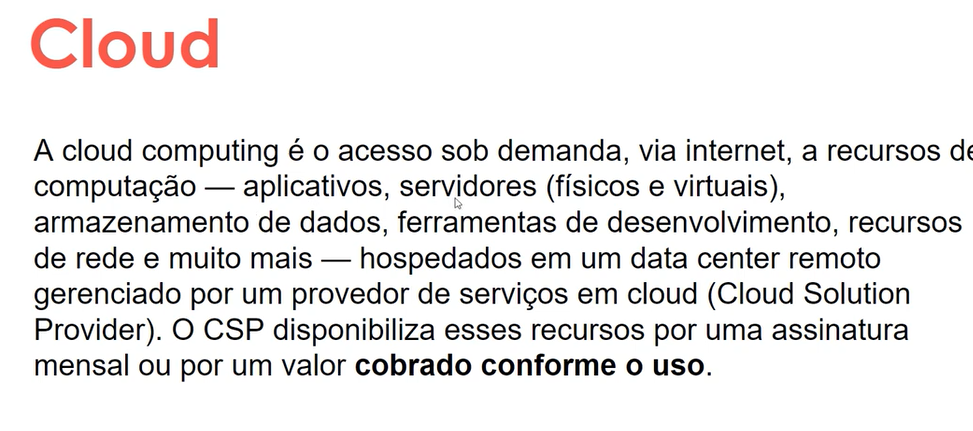 Cloud
A cloud computing é o acesso sob demanda, via internet, a recursos de
computação — aplicativos, servidores (físicos e virtuais),
armazenamento de dados, ferramentas de desenvolvimento, recursos
de rede e muito mais — hospedados em um data center remoto
gerenciado por um provedor de serviços em cloud (Cloud Solution
Provider). O CSP disponibiliza esses recursos por uma assinatura
mensal ou por um valor cobrado conforme o uso.